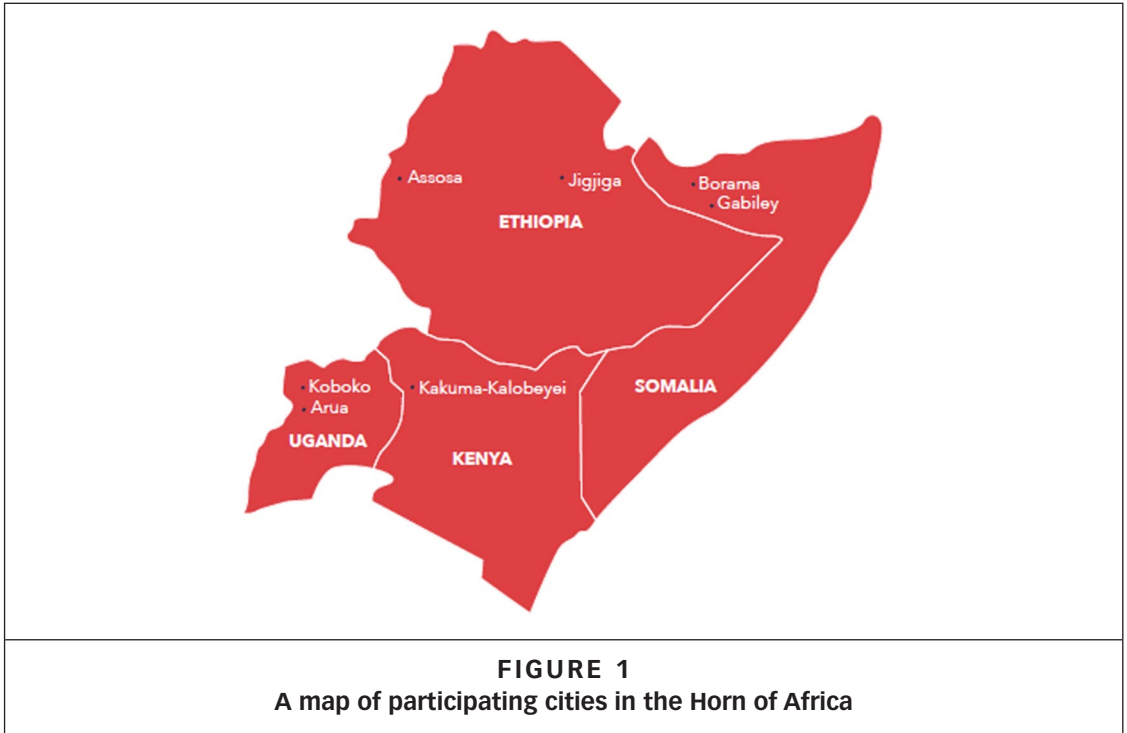 Assosa
Jigjiga
Borama
Gabiley
ETHIOPIA
Koboko
Kakuma-Kalobeyei
SOMALIA
Arua
UGANDA
KENYA
FIGURE 1
A map of participating cities in the Horn of Africa